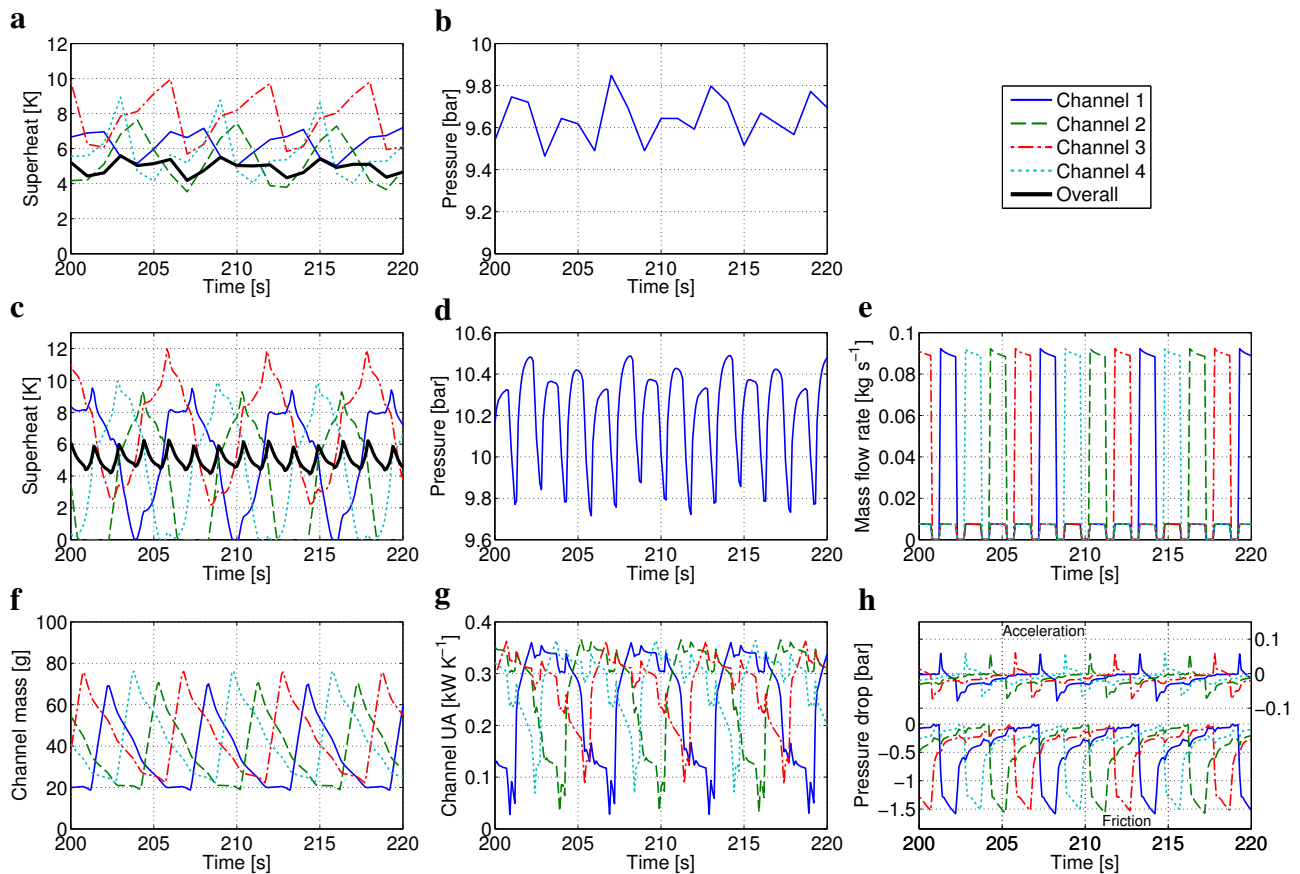 a
Superheat [K]
12
10
8
6
4
2
0
200 205 210 215 220
Time [s]
b
Pressure [bar]
10
9.8
9.6
9.4
9.2
9
200 205 210 215 220
Time [s]
Channel 1
Channel 2
Channel 3
Channel 4
Overall
c
Superheat [K]
12
10
8
6
4
2
0
200 205 210 215 220
Time [s]
d
Pressure [bar]
10.6
10.4
10.2
10
9.8
9.6
200 205 210 215 220
Time [s]
e
Mass flow rate [kg s⁻¹]
0.1
0.08
0.06
0.04
0.02
0
200 205 210 215 220
Time [s]
f
Channel mass [g]
100
80
60
40
20
0
200 205 210 215 220
Time [s]
g
Channel UA [kW K⁻¹]
0.4
0.3
0.2
0.1
0
200 205 210 215 220
Time [s]
h
Pressure drop [bar]
Acceleration
0.1
0
−0.1
0
−0.5
−1
−1.5
Friction
200 205 210 215 220
Time [s]